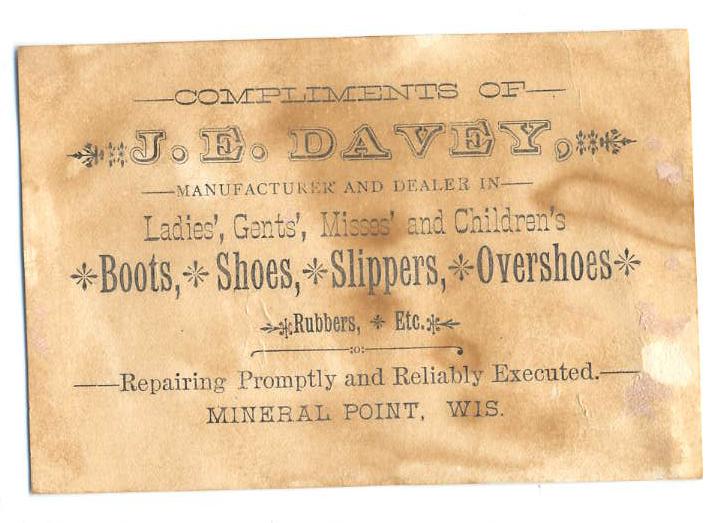 —COMPLIMENTS OF—
J. E. DAVEY,
—MANUFACTURER AND DEALER IN—
Ladies', Gents', Misses' and Children's
*Boots,* Shoes,*Slippers,*Overshoes*
Rubbers, * Etc.
:o:
—Repairing Promptly and Reliably Executed.—
MINERAL POINT, WIS.